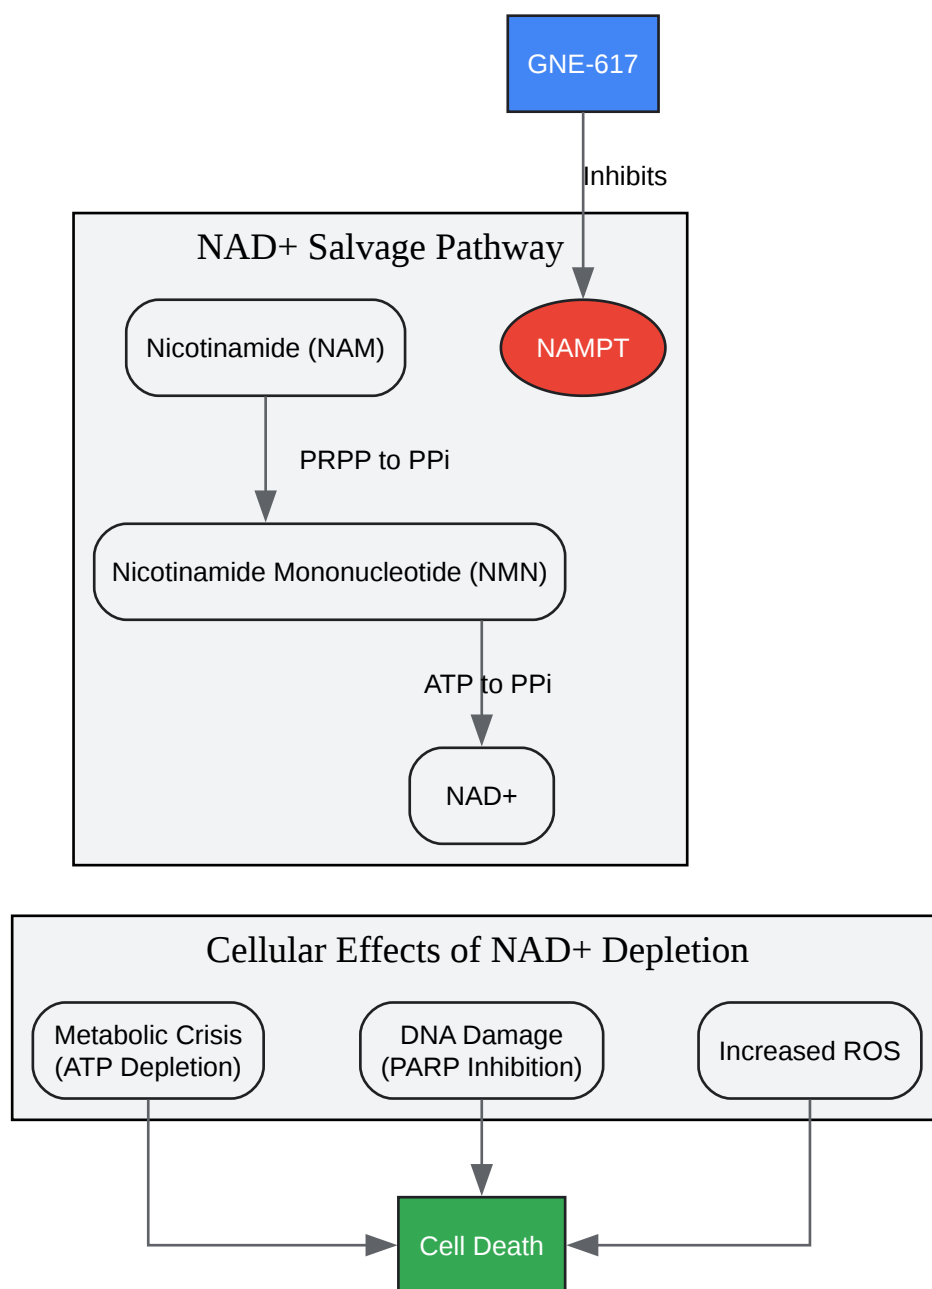 GNE-617
Inhibits
NAD+ Salvage Pathway
Nicotinamide (NAM)
NAMPT
PRPP to PPi
Nicotinamide Mononucleotide (NMN)
ATP to PPi
NAD+
Cellular Effects of NAD+ Depletion
Metabolic Crisis
(ATP Depletion)
DNA Damage
(PARP Inhibition)
Increased ROS
Cell Death